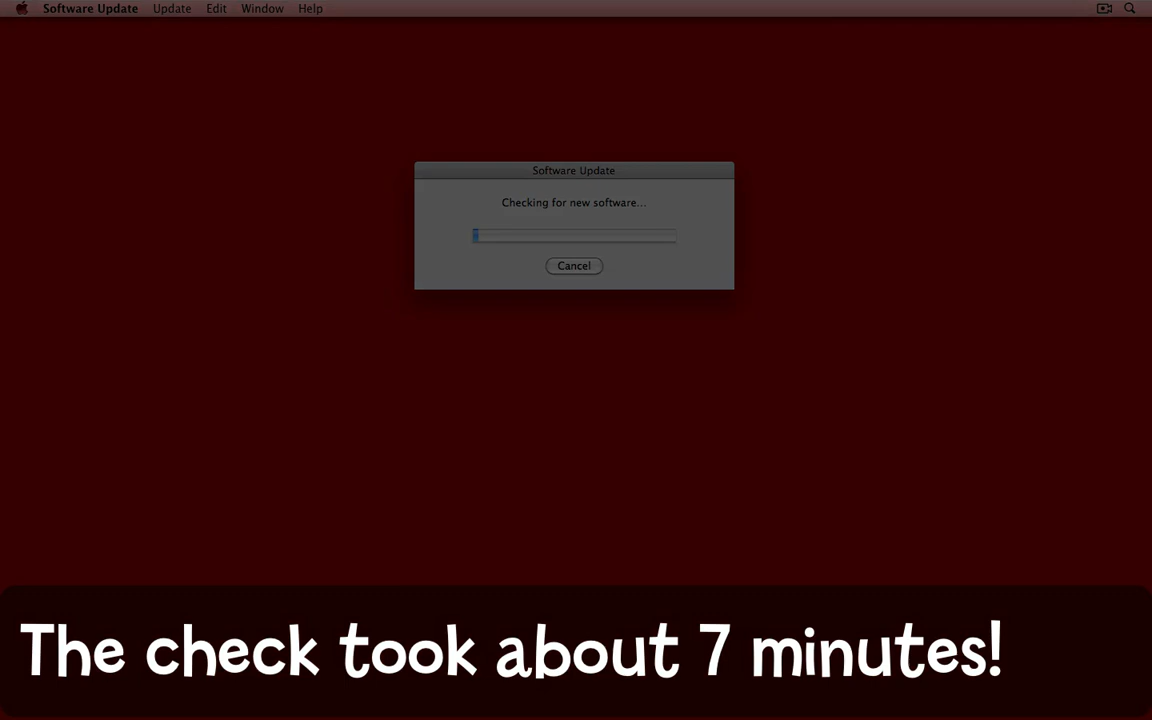 Software Update Update Edit Window Help
Software Update
Checking for new software...
Cancel
The check took about 7 minutes!